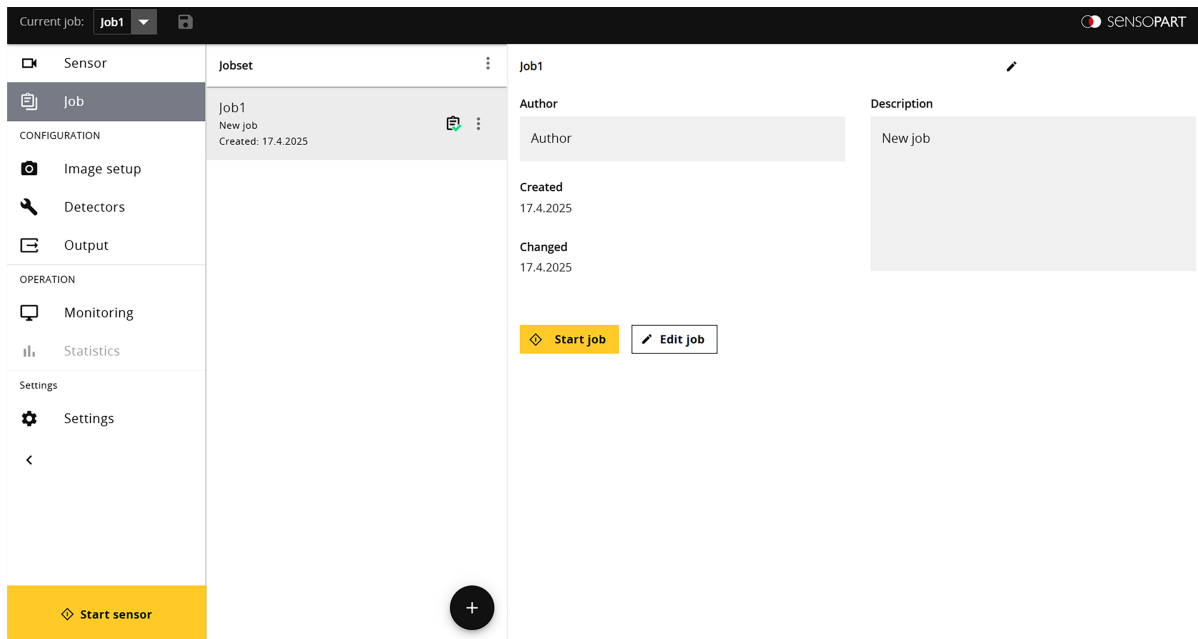 Current job: Job1
SENSOPART
Sensor
Job
CONFIGURATION
Image setup
Detectors
Output
OPERATION
Monitoring
Statistics
Settings
Settings
Start sensor
Jobset
Job1
New job
Created: 17.4.2025
Job1
Author
Author
Created
17.4.2025
Changed
17.4.2025
Description
New job
Start job
Edit job